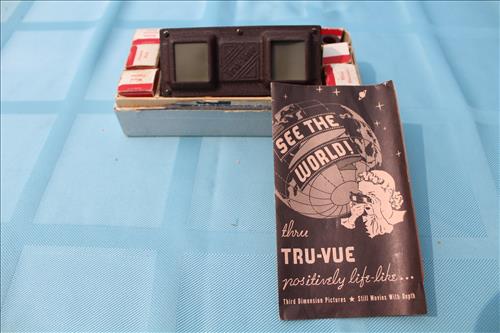 SEE THE
WORLD!
thru
TRU-VUE
positively life-like...
Third Dimension Pictures ★ Still Movies With Depth